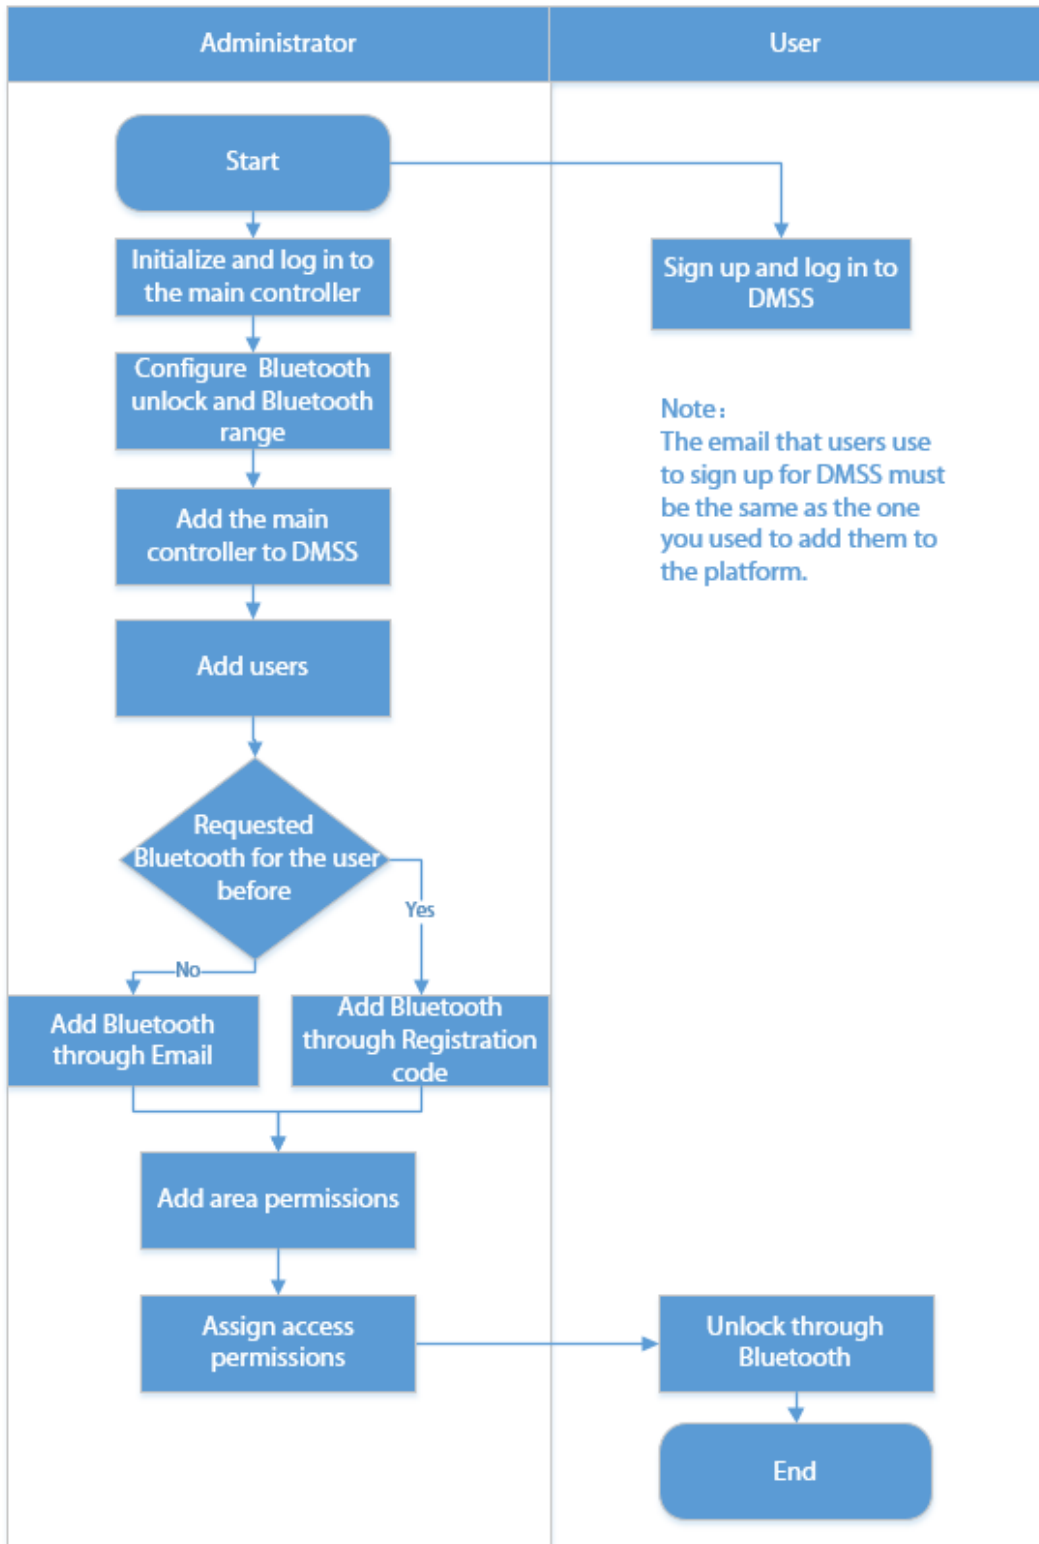 Administrator
User
Start
Initialize and log in to
the main controller
Sign up and log in to
DMSS
Configure Bluetooth
unlock and Bluetooth
range
Note：
The email that users use
to sign up for DMSS must
be the same as the one
you used to add them to
the platform.
Add the main
controller to DMSS
Add users
Requested
Bluetooth for the user
before
Yes
No
Add Bluetooth
through Email
Add Bluetooth
through Registration
code
Add area permissions
Assign access
permissions
Unlock through
Bluetooth
End